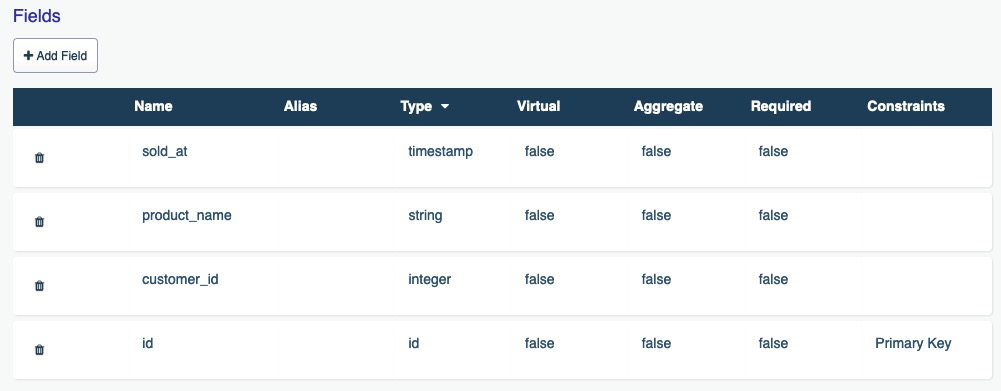 Fields
+ Add Field
Name Alias Type Virtual Aggregate Required Constraints
sold_at timestamp false false false
product_name string false false false
customer_id integer false false false
id id false false false Primary Key